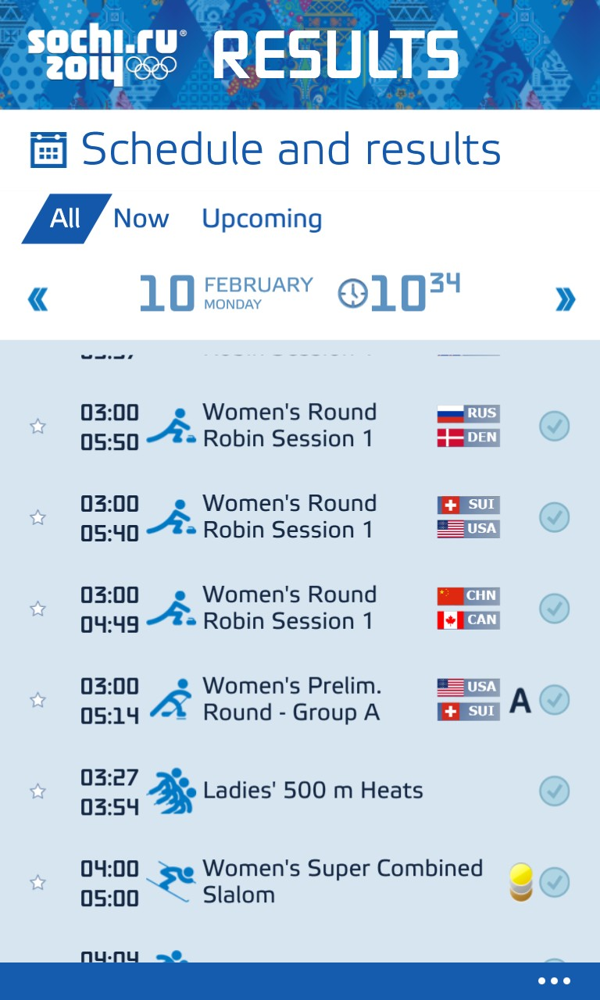 sochi.ru®
2014
RESULTS
Schedule and results
All Now Upcoming
10 FEBRUARY
MONDAY
10 34
03:00 Women's Round RUS
05:50 Robin Session 1 DEN
03:00 Women's Round SUI
05:40 Robin Session 1 USA
03:00 Women's Round CHN
04:49 Robin Session 1 CAN
03:00 Women's Prelim. USA
05:14 Round - Group A SUI
A
03:27
Ladies' 500 m Heats
03:54
04:00 Women's Super Combined
05:00 Slalom
04:04